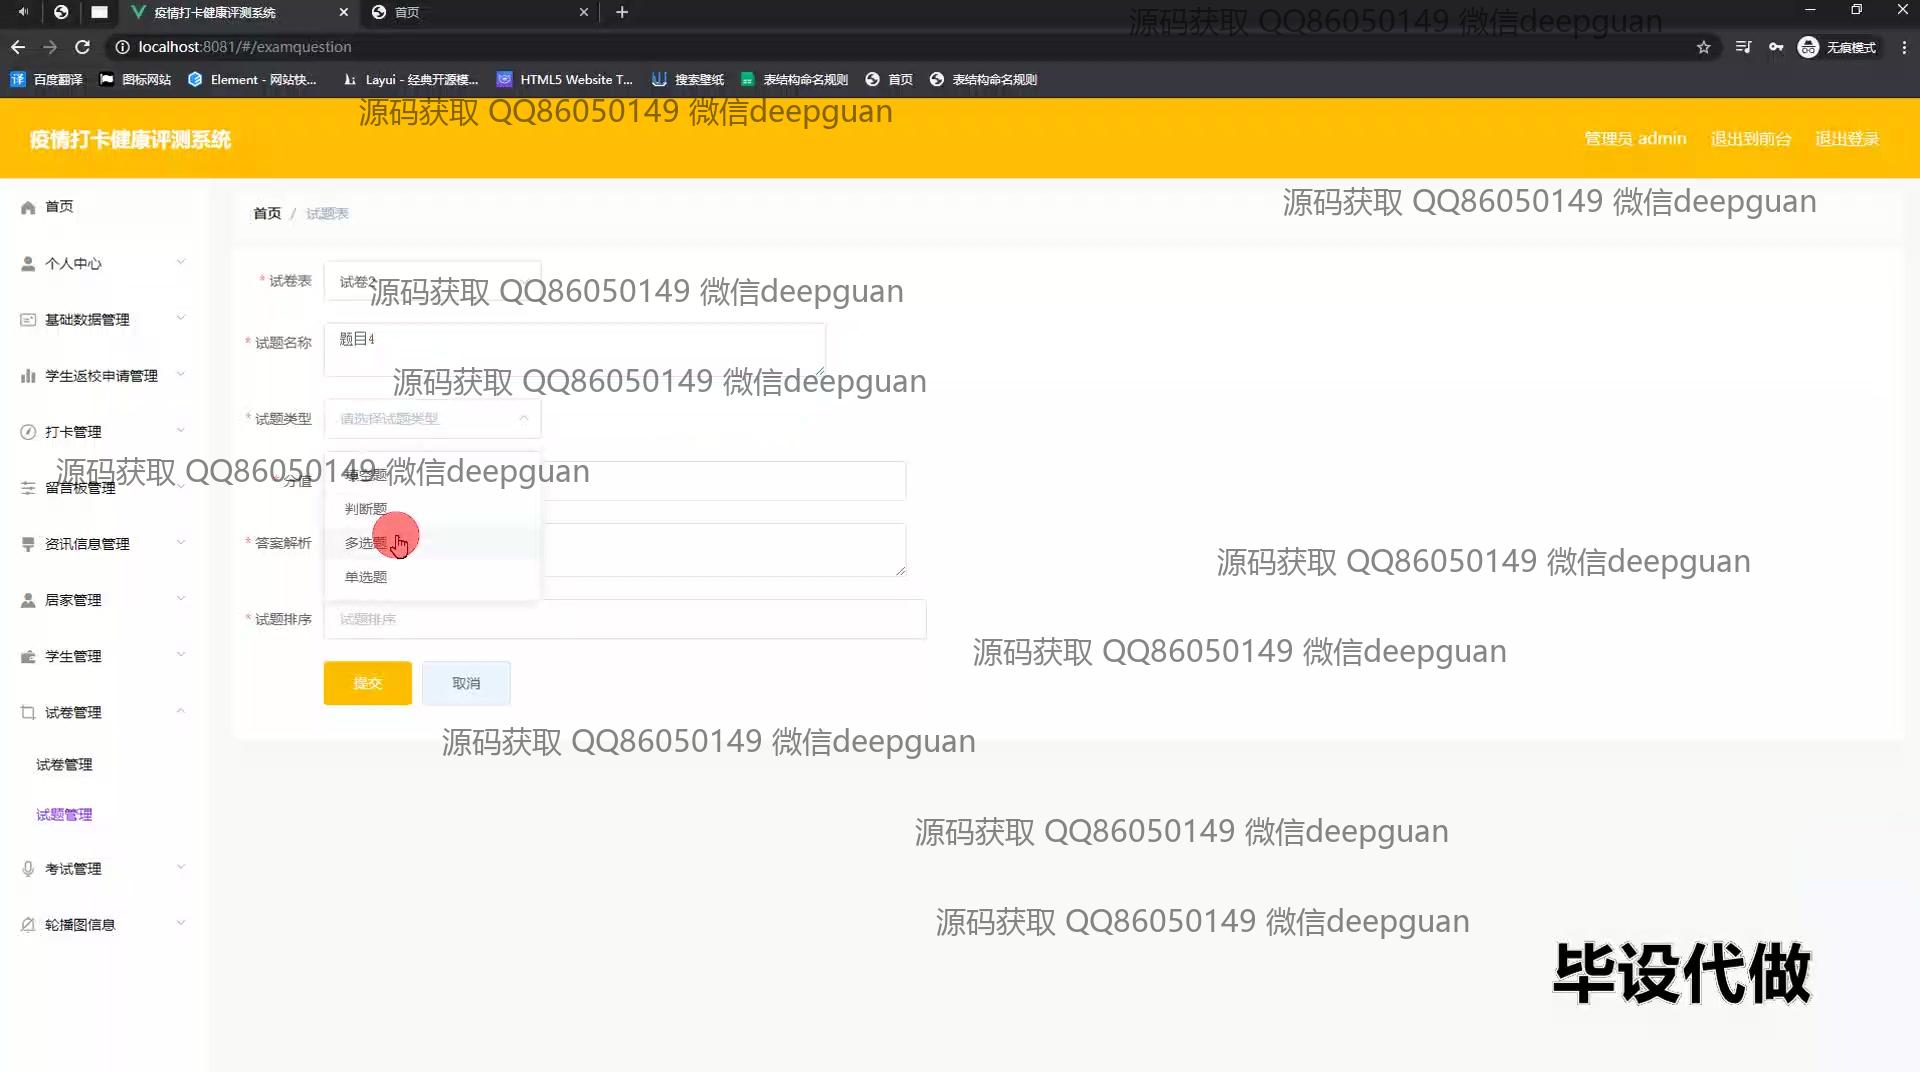 疫情打卡健康评测系统
首页
localhost:8081/#/examquestion
无痕模式
百度翻译
图标网站
Element - 网站快...
Layui - 经典开源模...
HTML5 Website T...
搜索壁纸
表结构命名规则
首页
表结构命名规则
源码获取 QQ86050149 微信deepguan
源码获取 QQ86050149 微信deepguan
疫情打卡健康评测系统
管理员 admin
退出到前台
退出登录
源码获取 QQ86050149 微信deepguan
首页
个人中心
基础数据管理
学生返校申请管理
打卡管理
留言板管理
资讯信息管理
居家管理
学生管理
试卷管理
试卷管理
试题管理
考试管理
轮播图信息
首页 / 试题表
* 试卷表
试卷2
源码获取 QQ86050149 微信deepguan
* 试题名称
题目4
源码获取 QQ86050149 微信deepguan
* 试题类型
请选择试题类型
源码获取 QQ86050149 微信deepguan
填空题
* 分值
判断题
多选题
单选题
* 答案解析
源码获取 QQ86050149 微信deepguan
* 试题排序
试题排序
源码获取 QQ86050149 微信deepguan
提交
取消
源码获取 QQ86050149 微信deepguan
源码获取 QQ86050149 微信deepguan
源码获取 QQ86050149 微信deepguan
毕设代做